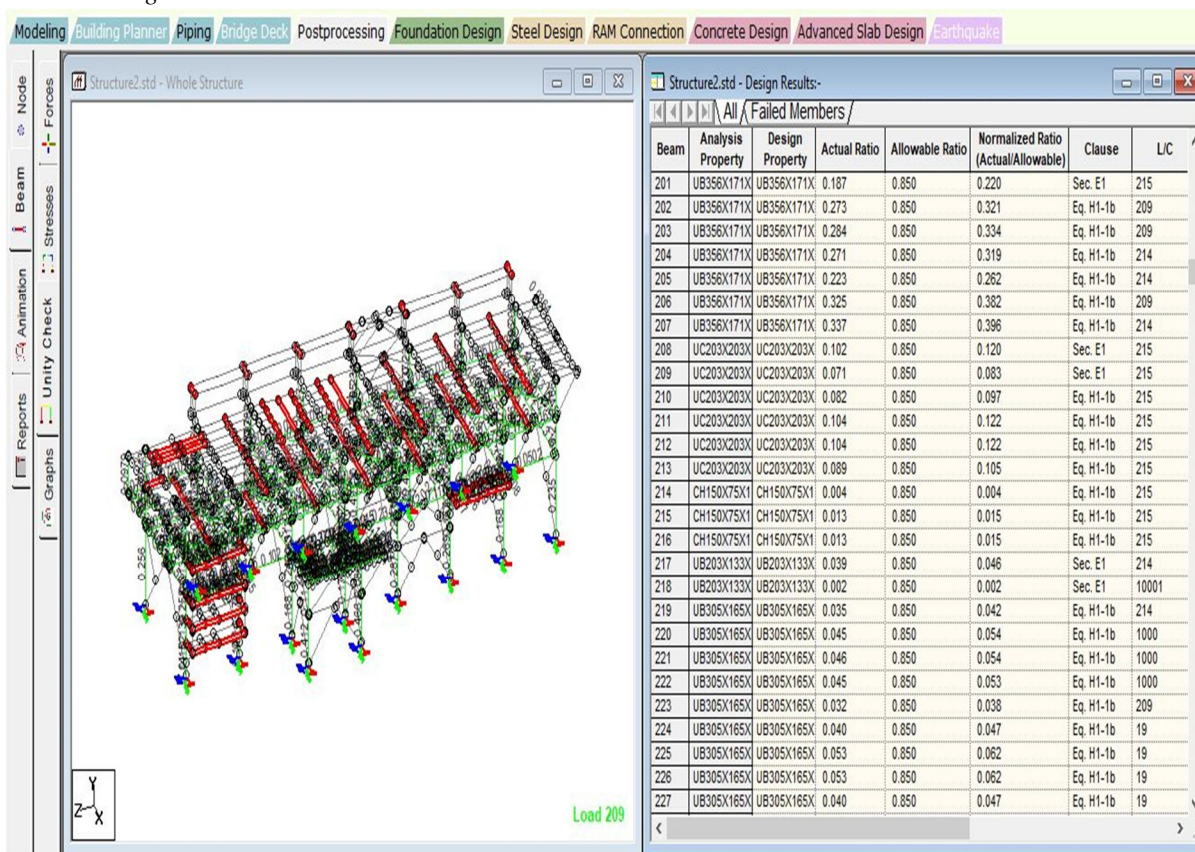 Modeling Building Planner Piping Bridge Deck Postprocessing Foundation Design Steel Design RAM Connection Concrete Design Advanced Slab Design Earthquake
Node
Beam
Animation
Reports
Forces
Stresses
Unity Check
Graphs
Structure2.std - Whole Structure
Y
Z X
Load 209
Structure2.std - Design Results:-
All Failed Members
Beam Analysis Property Design Property Actual Ratio Allowable Ratio Normalized Ratio (Actual/Allowable) Clause L/C
201 UB356X171X UB356X171X 0.187 0.850 0.220 Sec. E1 215
202 UB356X171X UB356X171X 0.273 0.850 0.321 Eq. H1-1b 209
203 UB356X171X UB356X171X 0.284 0.850 0.334 Eq. H1-1b 209
204 UB356X171X UB356X171X 0.271 0.850 0.319 Eq. H1-1b 214
205 UB356X171X UB356X171X 0.223 0.850 0.262 Eq. H1-1b 214
206 UB356X171X UB356X171X 0.325 0.850 0.382 Eq. H1-1b 209
207 UB356X171X UB356X171X 0.337 0.850 0.396 Eq. H1-1b 214
208 UC203X203X UC203X203X 0.102 0.850 0.120 Sec. E1 215
209 UC203X203X UC203X203X 0.071 0.850 0.083 Sec. E1 215
210 UC203X203X UC203X203X 0.082 0.850 0.097 Eq. H1-1b 215
211 UC203X203X UC203X203X 0.104 0.850 0.122 Eq. H1-1b 215
212 UC203X203X UC203X203X 0.104 0.850 0.122 Eq. H1-1b 215
213 UC203X203X UC203X203X 0.089 0.850 0.105 Eq. H1-1b 215
214 CH150X75X1 CH150X75X1 0.004 0.850 0.004 Eq. H1-1b 215
215 CH150X75X1 CH150X75X1 0.013 0.850 0.015 Eq. H1-1b 215
216 CH150X75X1 CH150X75X1 0.013 0.850 0.015 Eq. H1-1b 215
217 UB203X133X UB203X133X 0.039 0.850 0.046 Sec. E1 214
218 UB203X133X UB203X133X 0.002 0.850 0.002 Sec. E1 10001
219 UB305X165X UB305X165X 0.035 0.850 0.042 Eq. H1-1b 214
220 UB305X165X UB305X165X 0.045 0.850 0.054 Eq. H1-1b 1000
221 UB305X165X UB305X165X 0.046 0.850 0.054 Eq. H1-1b 1000
222 UB305X165X UB305X165X 0.045 0.850 0.053 Eq. H1-1b 1000
223 UB305X165X UB305X165X 0.032 0.850 0.038 Eq. H1-1b 209
224 UB305X165X UB305X165X 0.040 0.850 0.047 Eq. H1-1b 19
225 UB305X165X UB305X165X 0.053 0.850 0.062 Eq. H1-1b 19
226 UB305X165X UB305X165X 0.053 0.850 0.062 Eq. H1-1b 19
227 UB305X165X UB305X165X 0.040 0.850 0.047 Eq. H1-1b 19